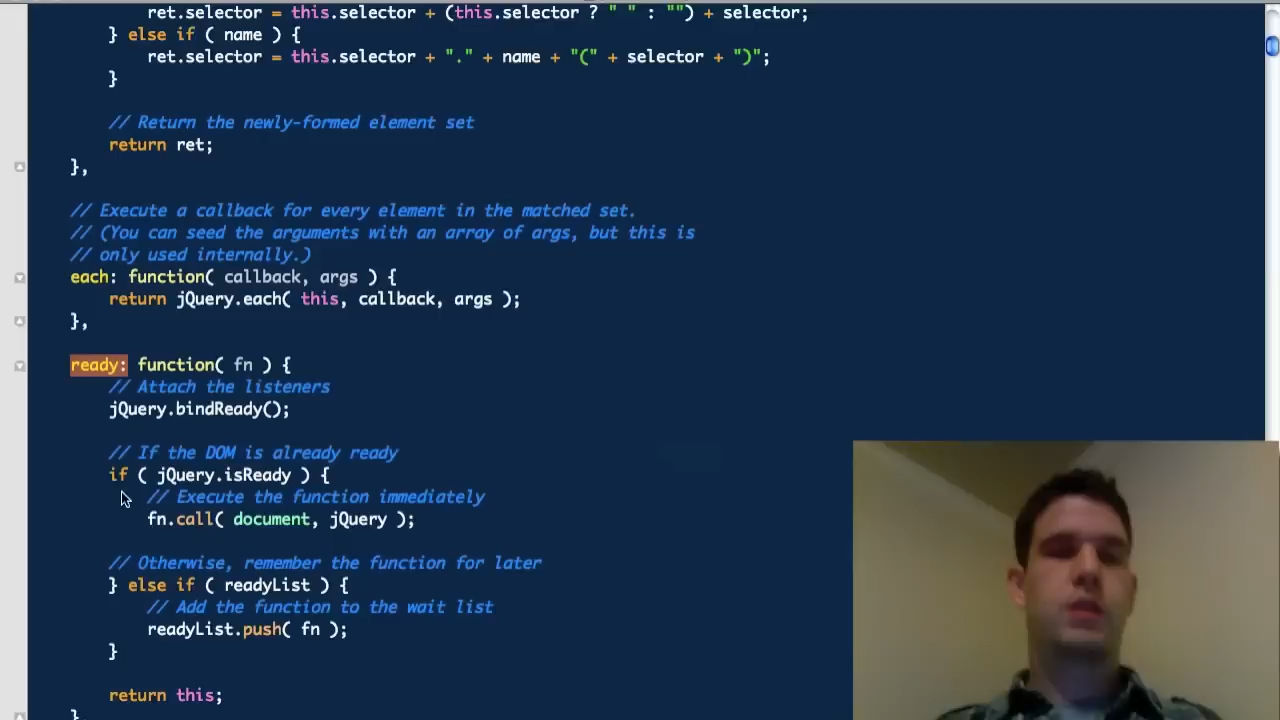 ret.selector = this.selector + (this.selector ? " " : "") + selector;
} else if ( name ) {
ret.selector = this.selector + "." + name + "(" + selector + ")";
}
// Return the newly-formed element set
return ret;
},
// Execute a callback for every element in the matched set.
// (You can seed the arguments with an array of args, but this is
// only used internally.)
each: function( callback, args ) {
return jQuery.each( this, callback, args );
},
ready: function( fn ) {
// Attach the listeners
jQuery.bindReady();
// If the DOM is already ready
if ( jQuery.isReady ) {
// Execute the function immediately
fn.call( document, jQuery );
// Otherwise, remember the function for later
} else if ( readyList ) {
// Add the function to the wait list
readyList.push( fn );
}
return this;
}